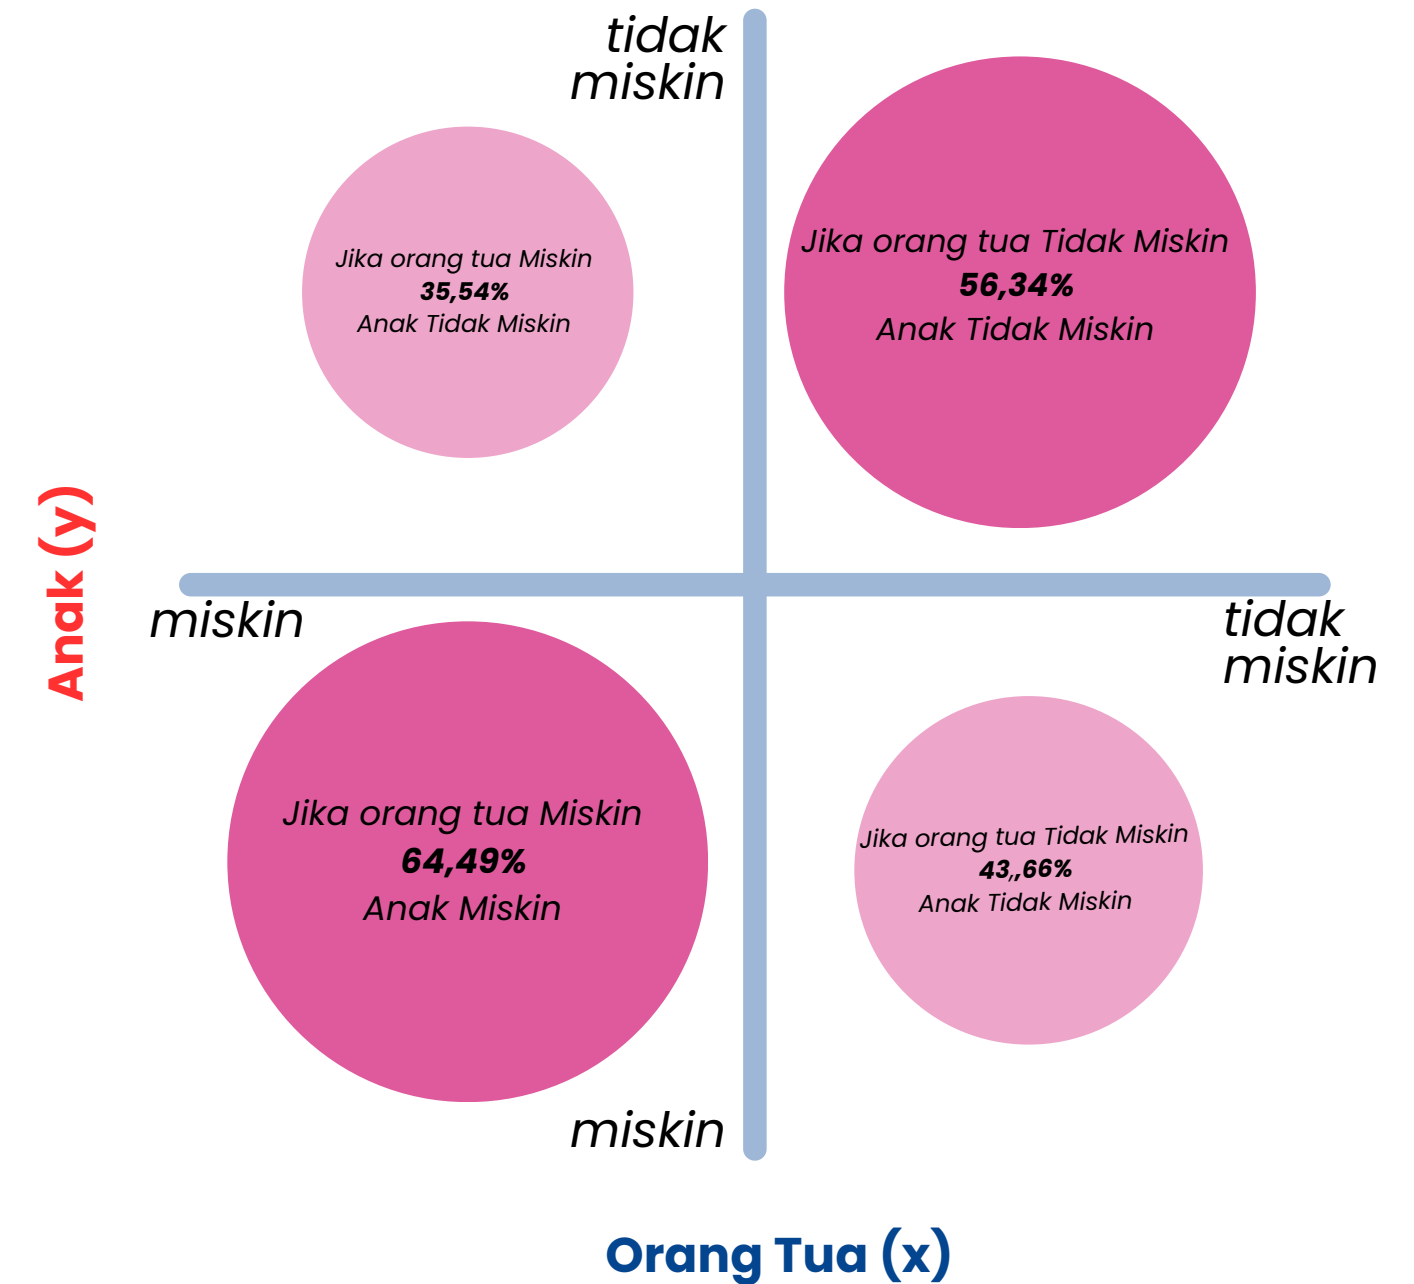 tidak
miskin
Jika orang tua Miskin
35,54%
Anak Tidak Miskin
Jika orang tua Tidak Miskin
56,34%
Anak Tidak Miskin
Anak (y)
miskin
tidak
miskin
Jika orang tua Miskin
64,49%
Anak Miskin
Jika orang tua Tidak Miskin
43,,66%
Anak Tidak Miskin
miskin
Orang Tua (x)